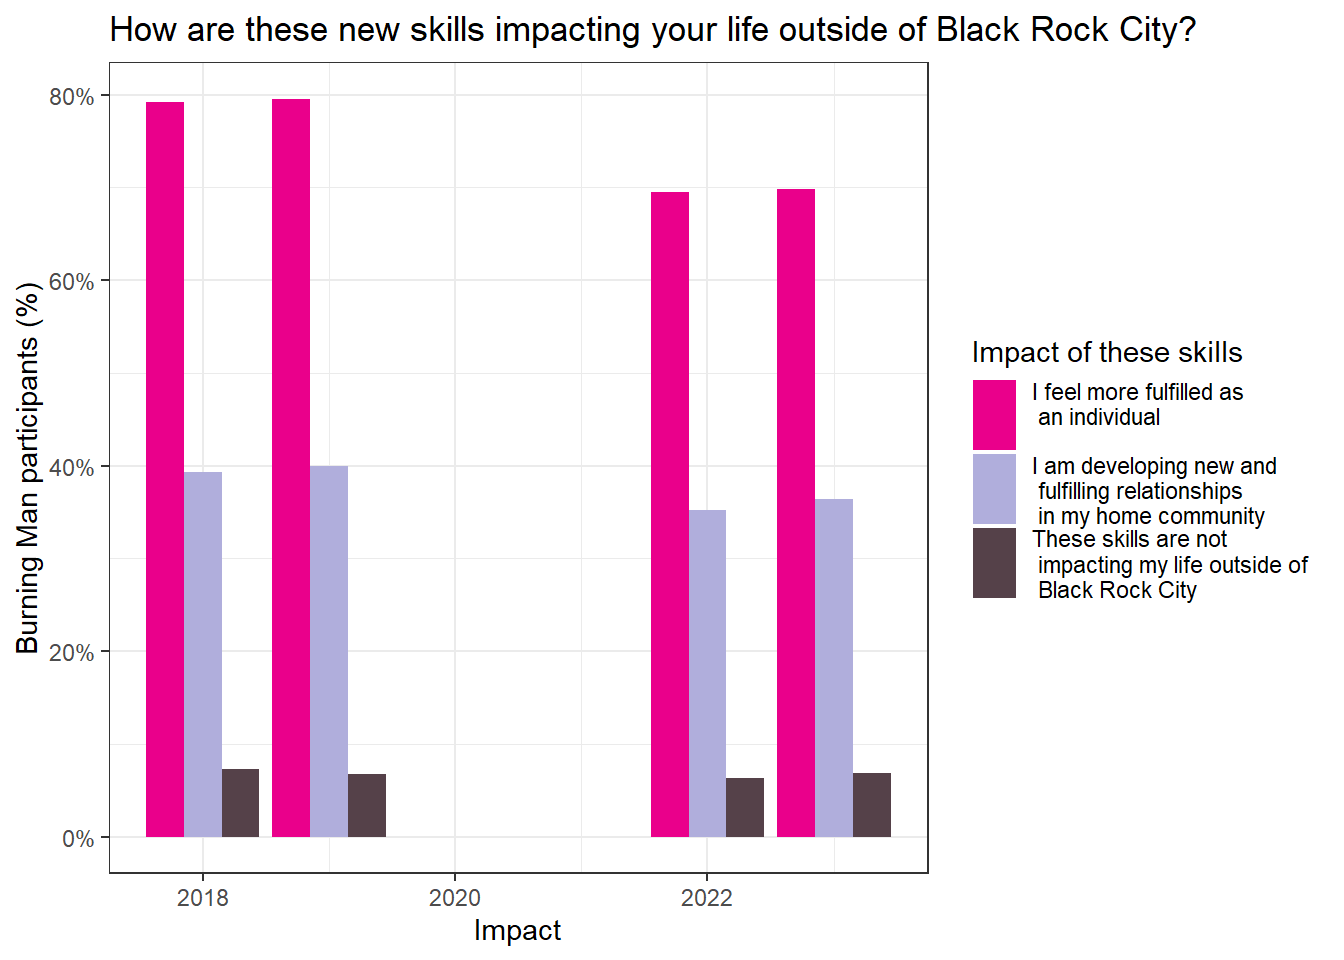 How are these new skills impacting your life outside of Black Rock City?
80%
60%
40%
20%
0%
Burning Man participants (%)
2018
2020
2022
Impact
Impact of these skills
I feel more fulfilled as
an individual
I am developing new and
fulfilling relationships
in my home community
These skills are not
impacting my life outside of
Black Rock City